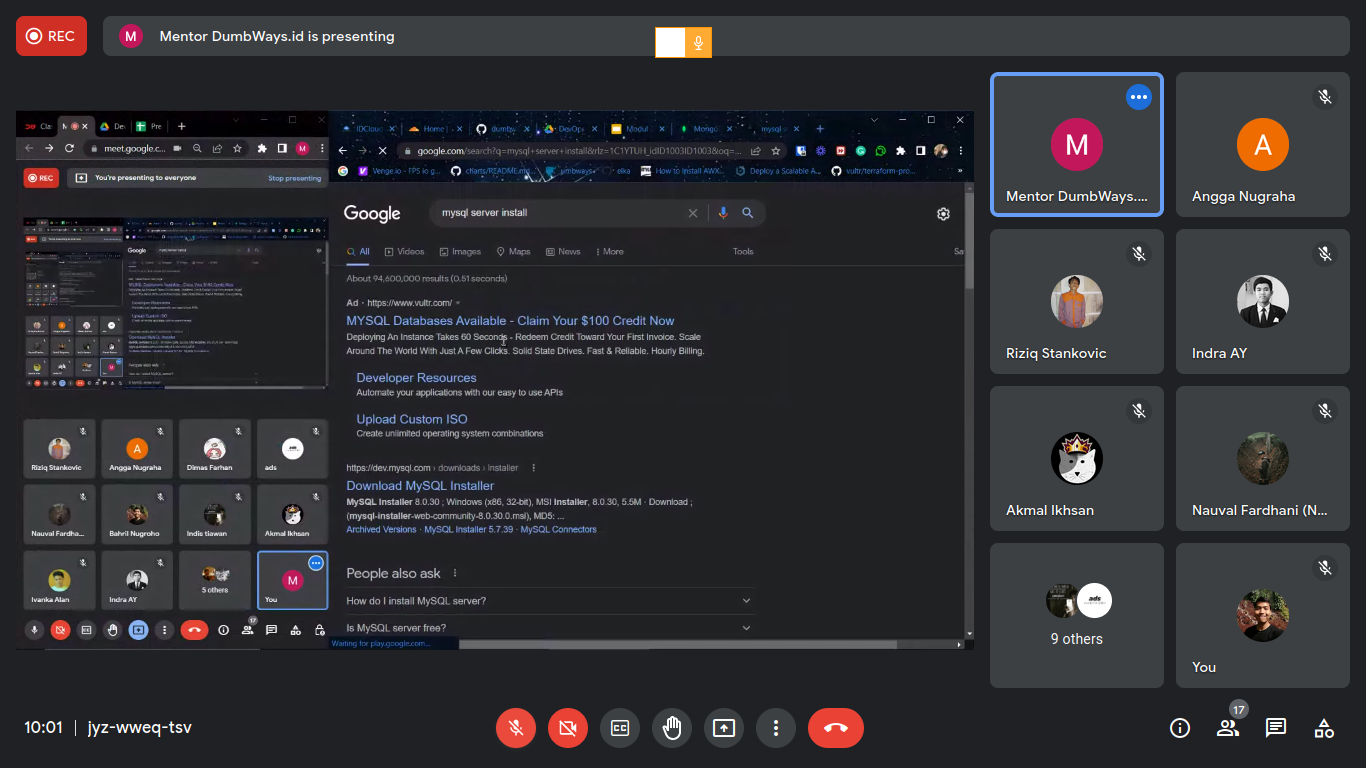 REC
M
Mentor DumbWays.id is presenting
meet.google.c...
REC
You're presenting to everyone
Stop presenting
Riziq Stankovic
A
Angga Nugraha
Dimas Farhan
ads
ads
Nauval Fardha...
Bahril Nugroho
Indis tiawan
Akmal Ikhsan
Ivanka Alan
Indra AY
5 others
M
You
17
IDClou
Home |
dumbw
DevOp
Modul
Mongo
mysql
google.com/search?q=mysql+server+install&rlz=1C1YTUH_idID1003ID1003&oq=...
Venge.io - FPS io g...
charts/README.m...
elka
How to Install AWX...
Deploy a Scalable A...
vultr/terraform-pro...
Google
mysql server install
All
Videos
Images
Maps
News
More
Tools
Sa
About 94,600,000 results (0.51 seconds)
Ad · https://www.vultr.com/
MYSQL Databases Available - Claim Your $100 Credit Now
Deploying An Instance Takes 60 Seconds - Redeem Credit Toward Your First Invoice. Scale
Around The World With Just A Few Clicks. Solid State Drives. Fast & Reliable. Hourly Billing.
Developer Resources
Automate your applications with our easy to use APIs
Upload Custom ISO
Create unlimited operating system combinations
https://dev.mysql.com › downloads › installer
Download MySQL Installer
MySQL Installer 8.0.30 ; Windows (x86, 32-bit), MSI Installer, 8.0.30, 5.5M · Download ;
(mysql-installer-web-community-8.0.30.0.msi), MD5: ...
Archived Versions · MySQL Installer 5.7.39 · MySQL Connectors
People also ask
How do I install MySQL server?
Is MySQL server free?
Waiting for play.google.com...
M
Mentor DumbWays....
A
Angga Nugraha
Riziq Stankovic
Indra AY
Akmal Ikhsan
Nauval Fardhani (N...
ads
9 others
You
10:01 | jyz-wweq-tsv
17